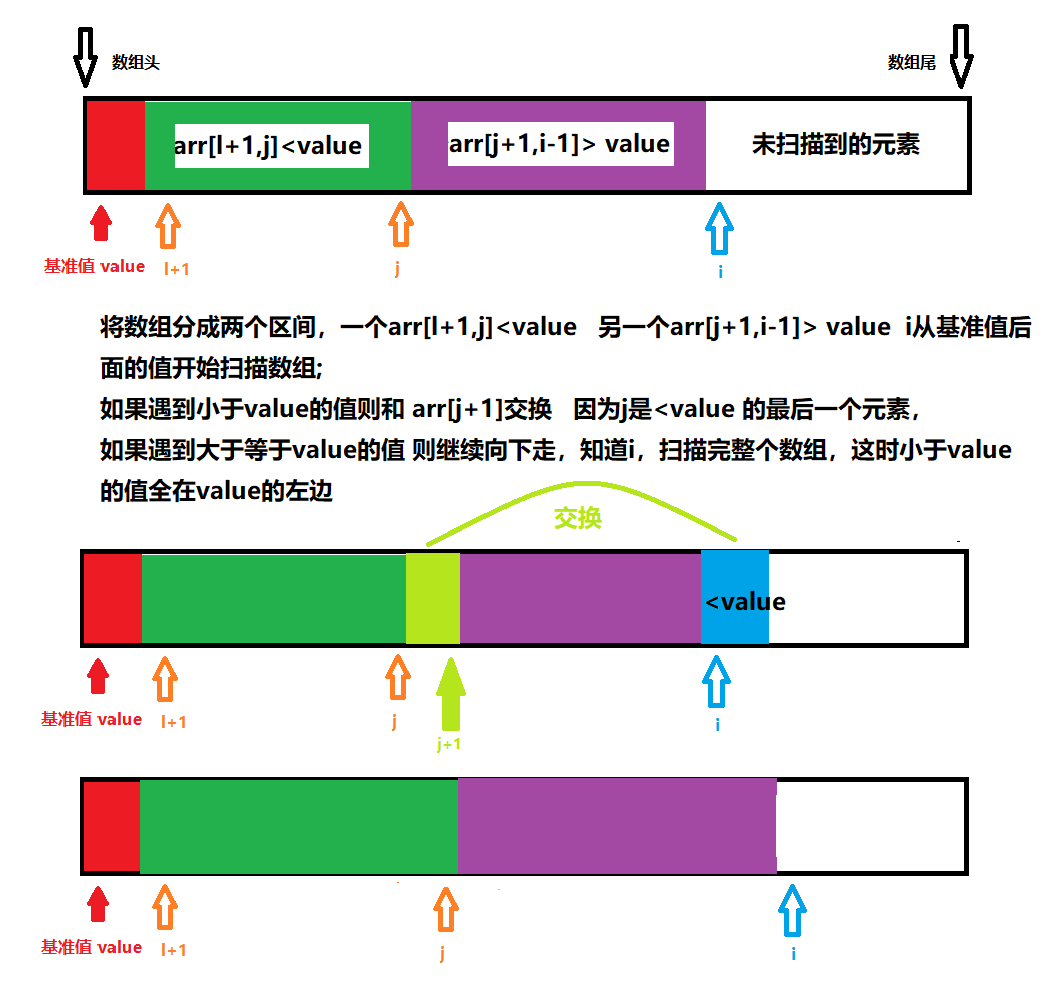 数组头
数组尾
arr[l+1,j]<value
arr[j+1,i-1]> value
未扫描到的元素
基准值 value
l+1
j
i
将数组分成两个区间，一个arr[l+1,j]<value   另一个arr[j+1,i-1]> value  i从基准值后
面的值开始扫描数组;
如果遇到小于value的值则和 arr[j+1]交换   因为j是<value 的最后一个元素，
如果遇到大于等于value的值 则继续向下走，知道i，扫描完整个数组，这时小于value
的值全在value的左边
交换
<value
基准值 value
l+1
j
j+1
i
基准值 value
l+1
j
i